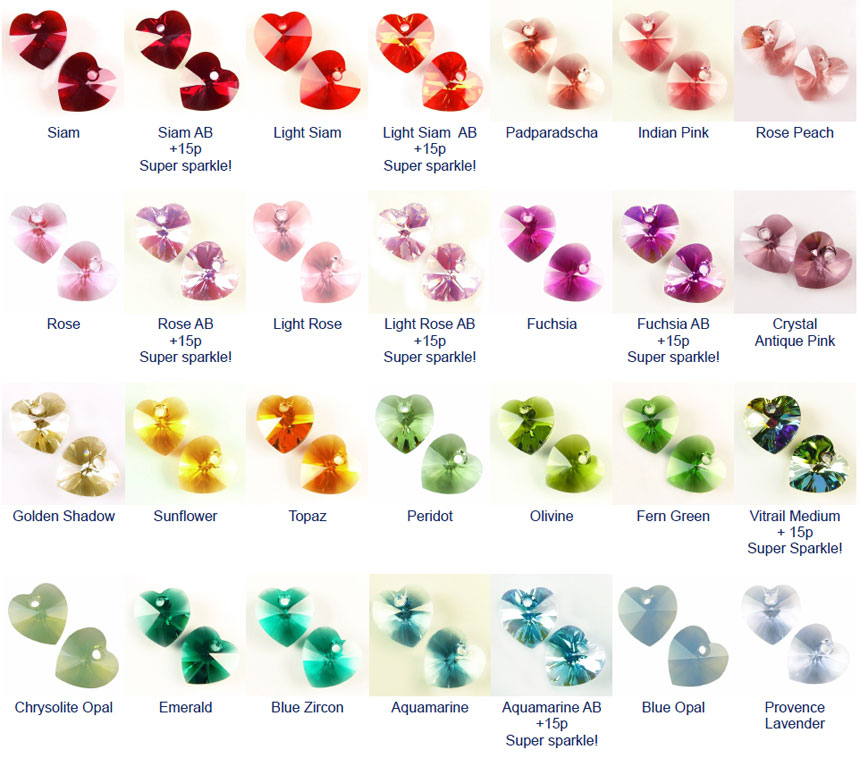 Siam
Siam AB
+15p
Super sparkle!
Light Siam
Light Siam  AB
+15p
Super sparkle!
Padparadscha
Indian Pink
Rose Peach
Rose
Rose AB
+15p
Super sparkle!
Light Rose
Light Rose AB
+15p
Super sparkle!
Fuchsia
Fuchsia AB
+15p
Super sparkle!
Crystal
Antique Pink
Golden Shadow
Sunflower
Topaz
Peridot
Olivine
Fern Green
Vitrail Medium
+ 15p
Super Sparkle!
Chrysolite Opal
Emerald
Blue Zircon
Aquamarine
Aquamarine AB
+15p
Super sparkle!
Blue Opal
Provence
Lavender